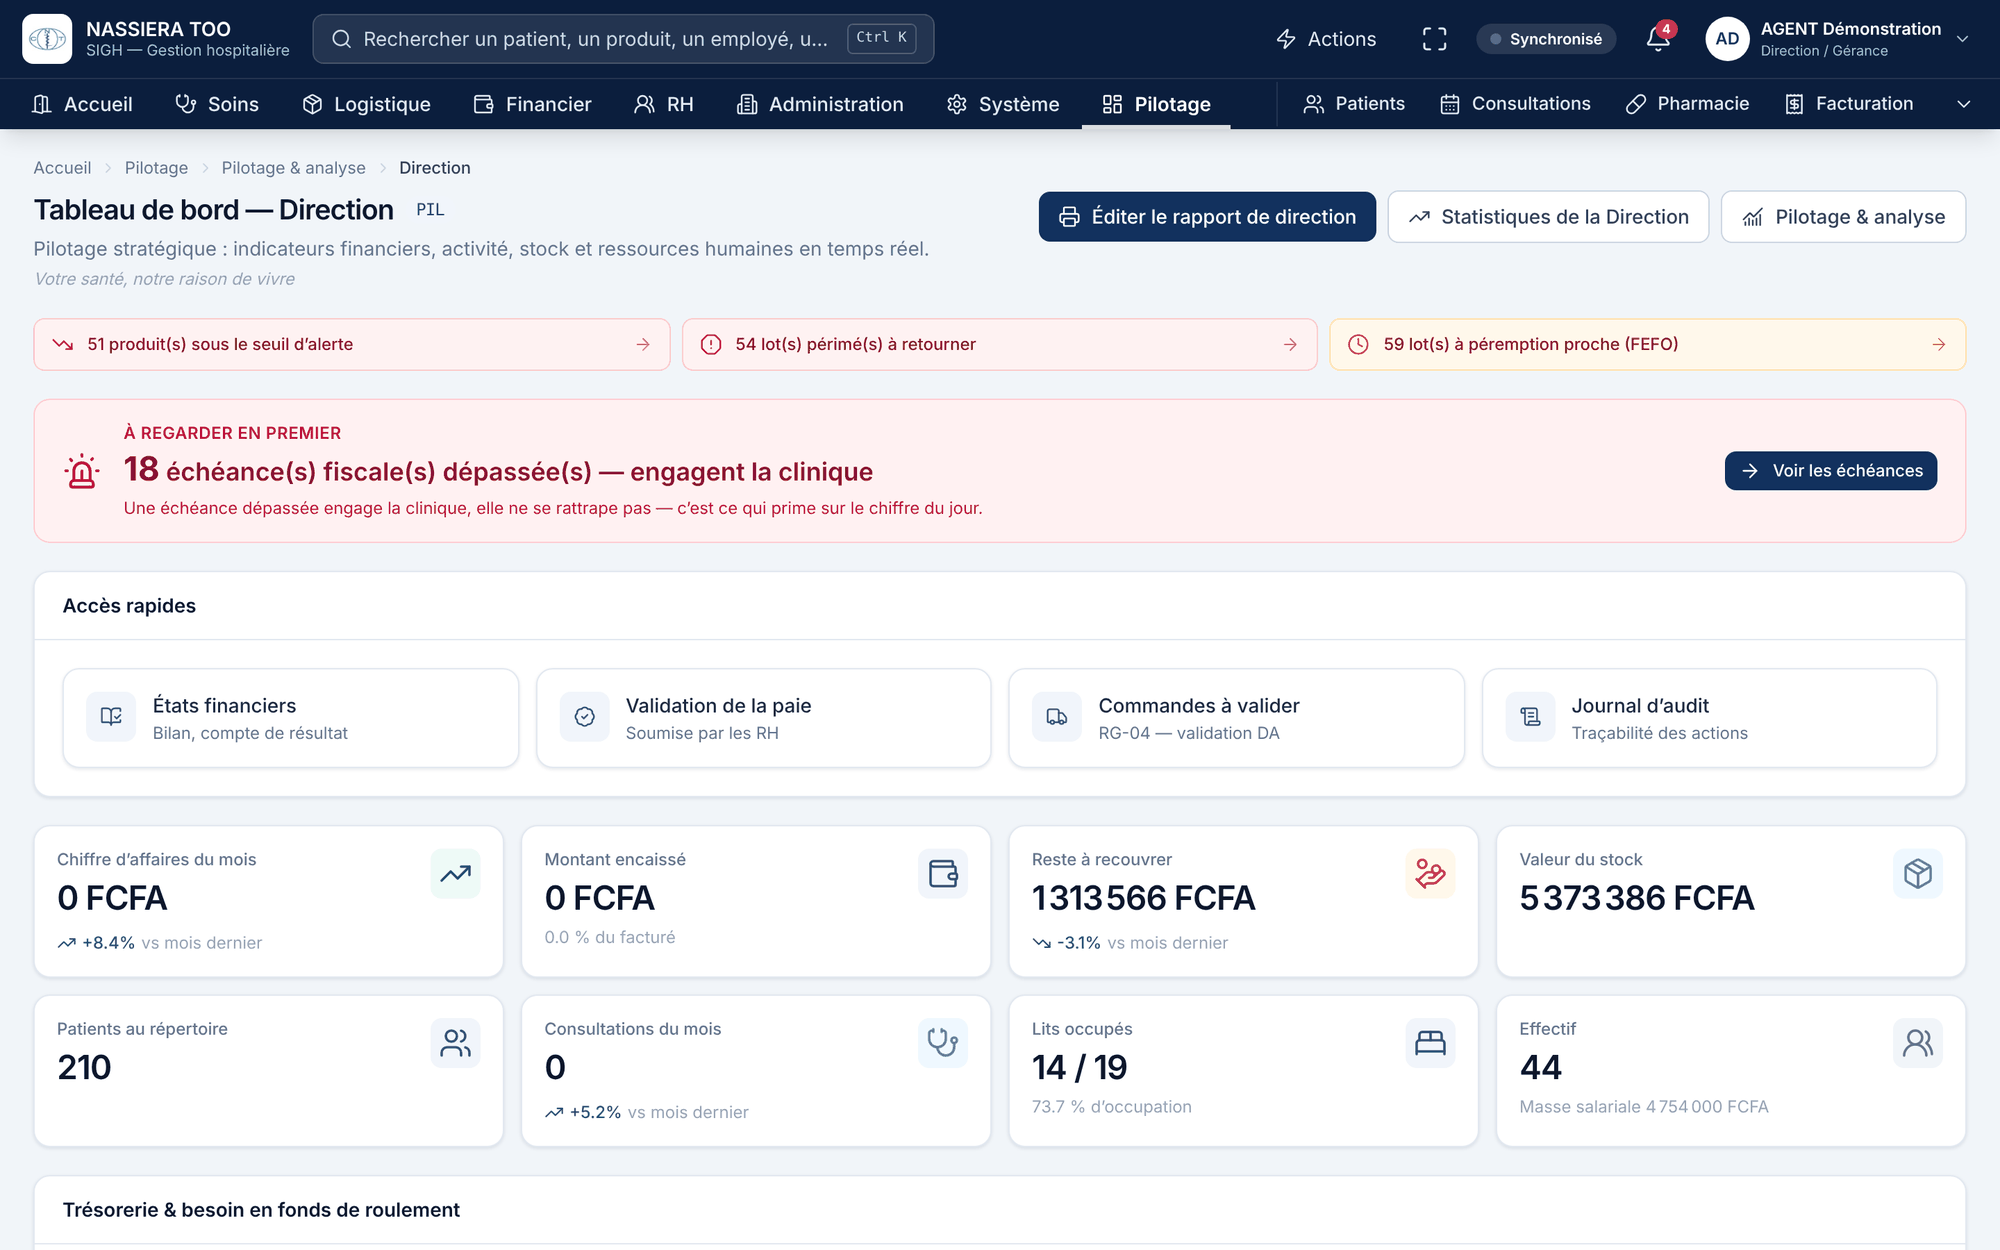 NASSIERA TOO
SIGH — Gestion hospitalière
Rechercher un patient, un produit, un employé, u...
Ctrl K
Actions
Synchronisé
4
AD
AGENT Démonstration
Direction / Gérance
Accueil
Soins
Logistique
Financier
RH
Administration
Système
Pilotage
Patients
Consultations
Pharmacie
Facturation
Accueil > Pilotage > Pilotage & analyse > Direction
Tableau de bord — Direction PIL
Pilotage stratégique : indicateurs financiers, activité, stock et ressources humaines en temps réel.
Votre santé, notre raison de vivre
Éditer le rapport de direction
Statistiques de la Direction
Pilotage & analyse
51 produit(s) sous le seuil d’alerte
54 lot(s) périmé(s) à retourner
59 lot(s) à péremption proche (FEFO)
À REGARDER EN PREMIER
18 échéance(s) fiscale(s) dépassée(s) — engagent la clinique
Une échéance dépassée engage la clinique, elle ne se rattrape pas — c’est ce qui prime sur le chiffre du jour.
Voir les échéances
Accès rapides
États financiers
Bilan, compte de résultat
Validation de la paie
Soumise par les RH
Commandes à valider
RG-04 — validation DA
Journal d’audit
Traçabilité des actions
Chiffre d’affaires du mois
0 FCFA
+8.4% vs mois dernier
Montant encaissé
0 FCFA
0.0 % du facturé
Reste à recouvrer
1 313 566 FCFA
-3.1% vs mois dernier
Valeur du stock
5 373 386 FCFA
Patients au répertoire
210
Consultations du mois
0
+5.2% vs mois dernier
Lits occupés
14 / 19
73.7 % d’occupation
Effectif
44
Masse salariale 4 754 000 FCFA
Trésorerie & besoin en fonds de roulement